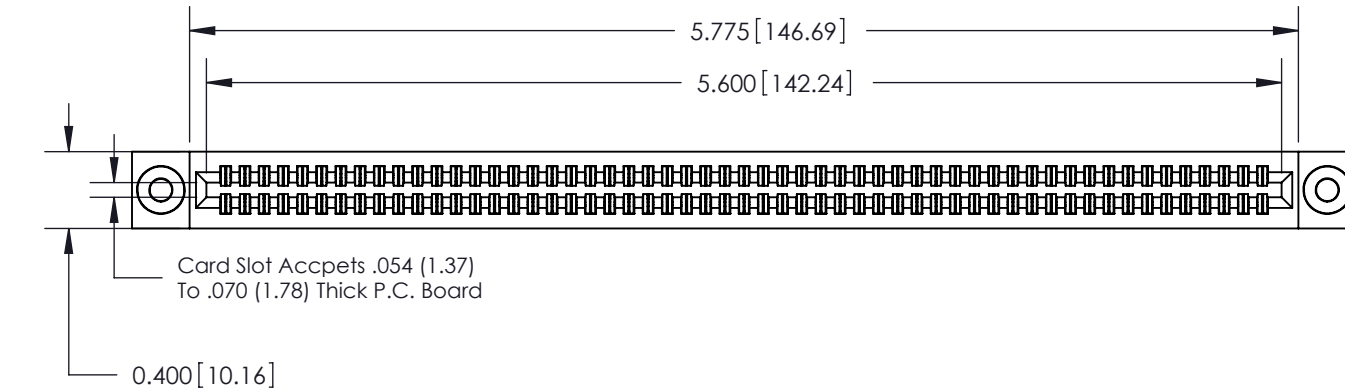 5.775[146.69]
5.600[142.24]
Card Slot Accpets .054 (1.37)
To .070 (1.78) Thick P.C. Board
0.400[10.16]